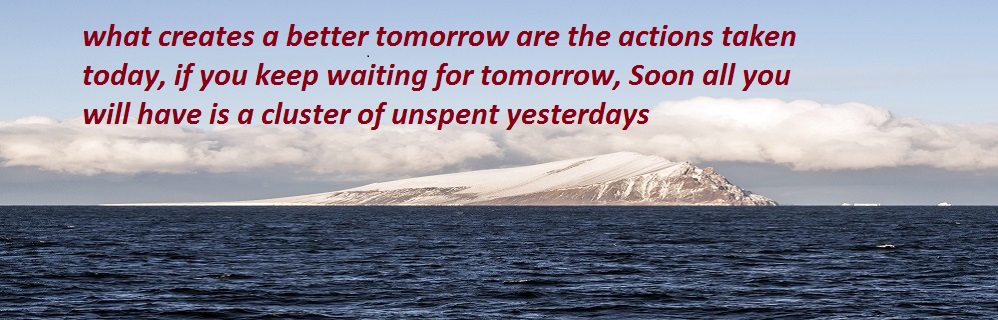 what creates a better tomorrow are the actions taken
today, if you keep waiting for tomorrow, Soon all you
will have is a cluster of unspent yesterdays